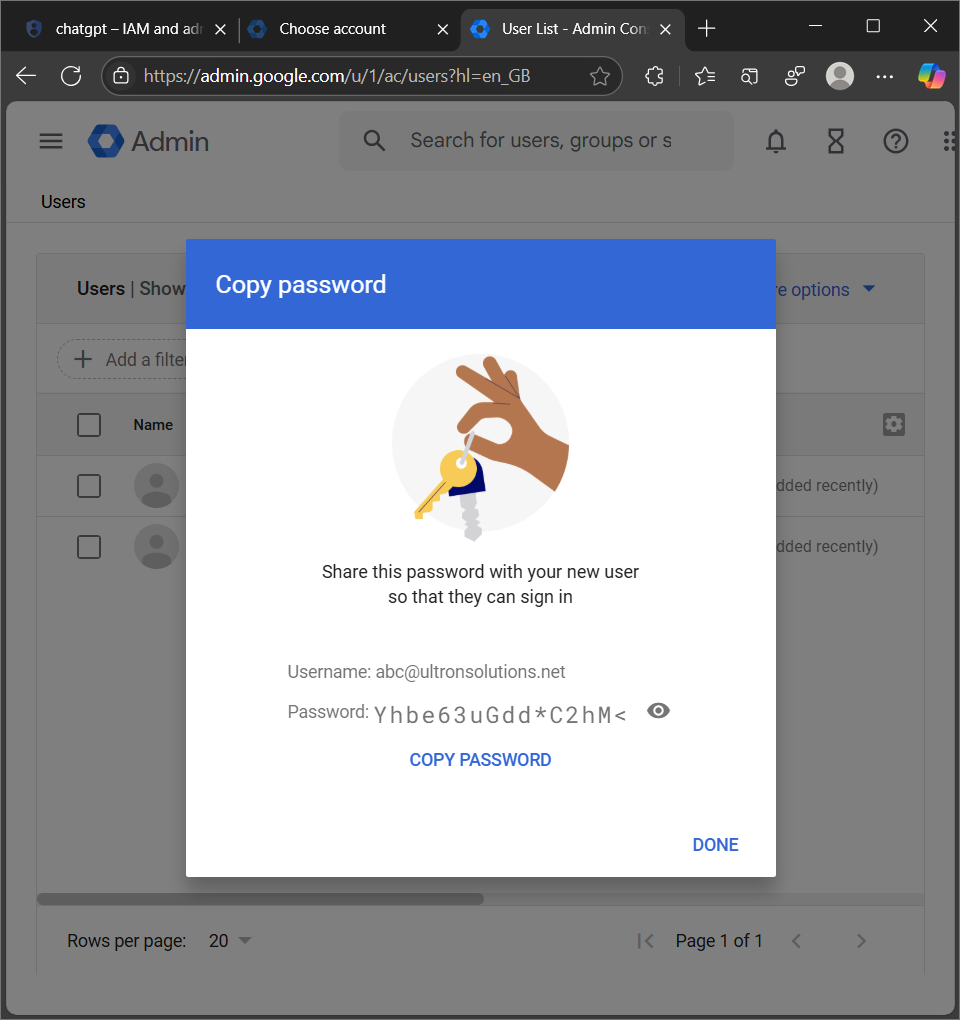 chatgpt – IAM and adr
Choose account
User List - Admin Cons
https://admin.google.com/u/1/ac/users?hl=en_GB
Admin
Search for users, groups or s
Users
Copy password
Users | Show
re options
Add a filter
Name
dded recently)
dded recently)
Share this password with your new user
so that they can sign in
Username: abc@ultronsolutions.net
Password: Yhbe63uGdd*C2hM<
COPY PASSWORD
DONE
Rows per page: 20
Page 1 of 1